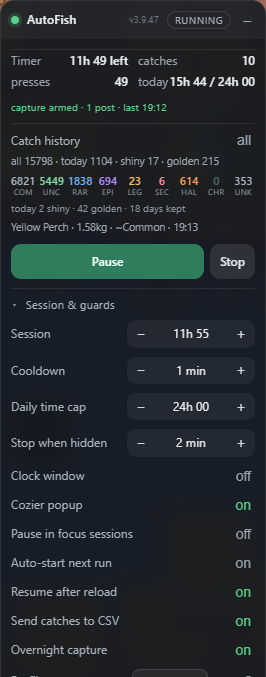 AutoFish v3.9.47 RUNNING –
Timer 11h 49 left catches 10
presses 49 today 15h 44 / 24h 00
capture armed · 1 post · last 19:12
Catch history all
all 15798 · today 1104 · shiny 17 · golden 215
6821 5449 1838 694 23 6 614 0 353
COM UNC RAR EPI LEG SEC HAL CHR UNK
today 2 shiny · 42 golden · 18 days kept
Yellow Perch · 1.58kg · ~Common · 19:13
Pause Stop
Session & guards
Session – 11h 55 +
Cooldown – 1 min +
Daily time cap – 24h 00 +
Stop when hidden – 2 min +
Clock window off
Cozier popup on
Pause in focus sessions off
Auto-start next run on
Resume after reload on
Send catches to CSV on
Overnight capture on